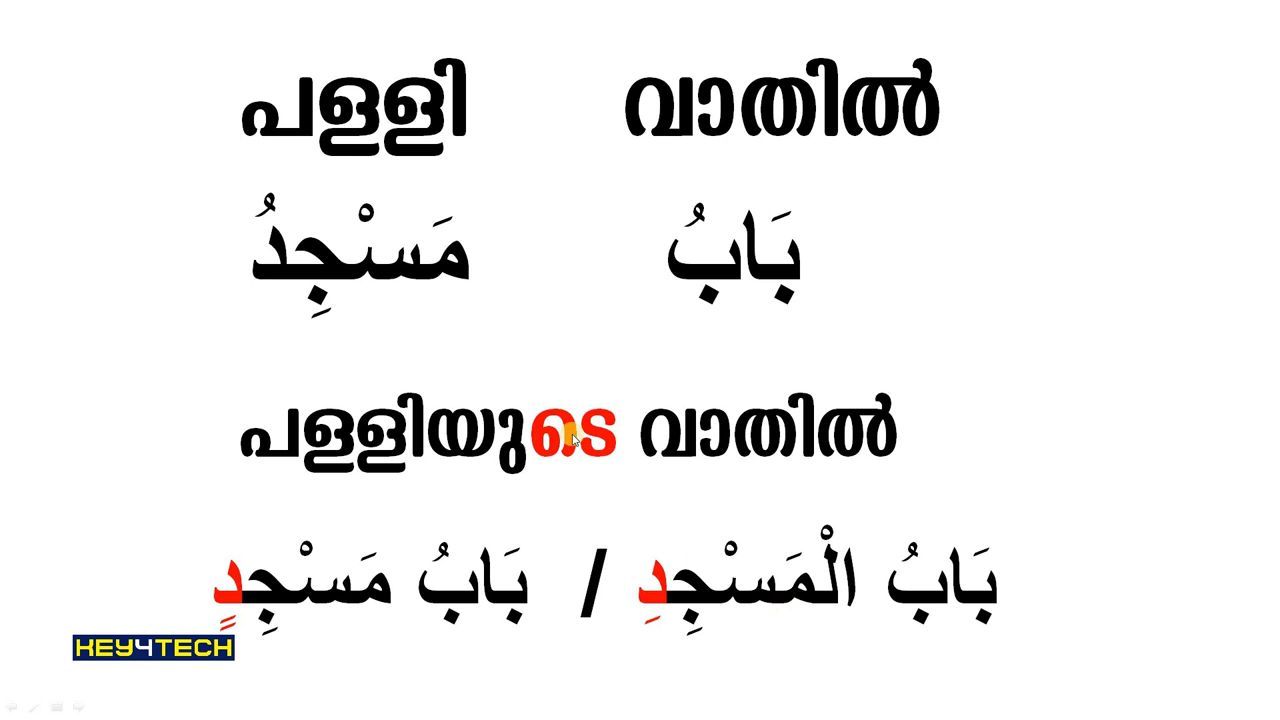 പള്ളി വാതിൽ
مَسْجِدُ بَابُ
പള്ളിയുടെ വാതിൽ
بَابُ الْمَسْجِدِ / بَابُ مَسْجِدٍ
KEY4TECH